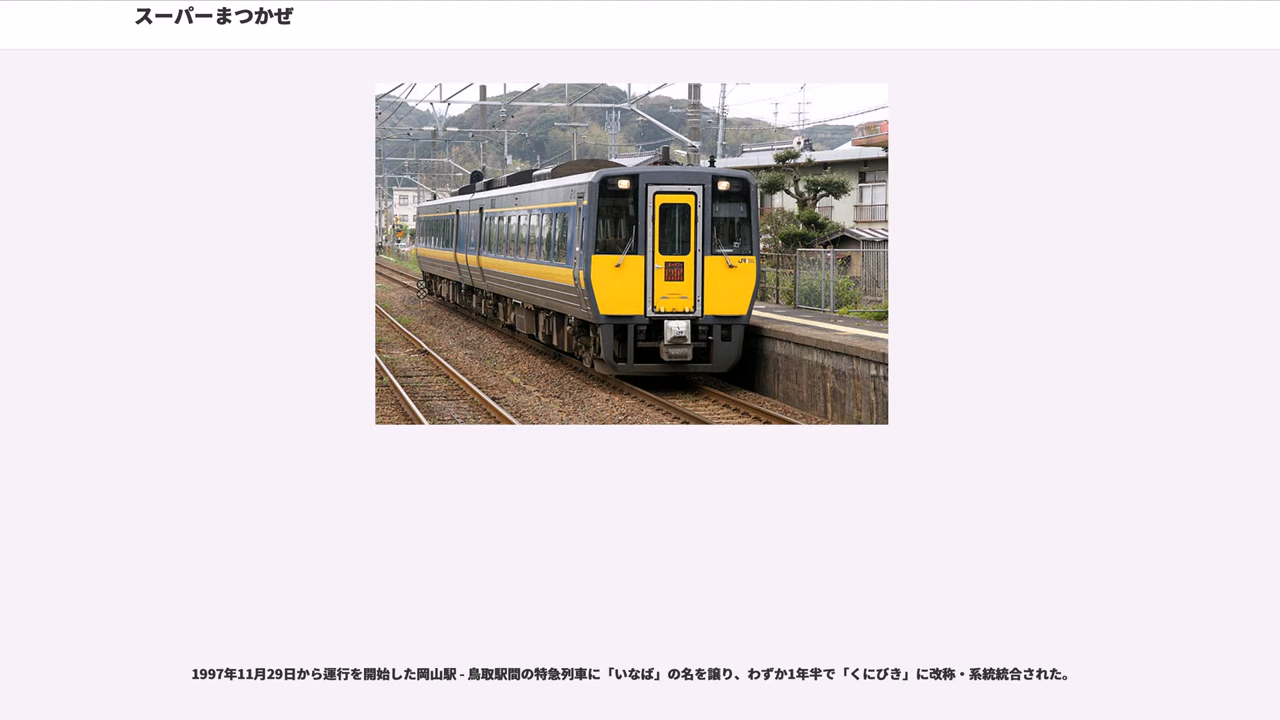 スーパーまつかぜ
JR
1997年11月29日から運行を開始した岡山駅 - 鳥取駅間の特急列車に「いなば」の名を譲り、わずか1年半で「くにびき」に改称・系統統合された。